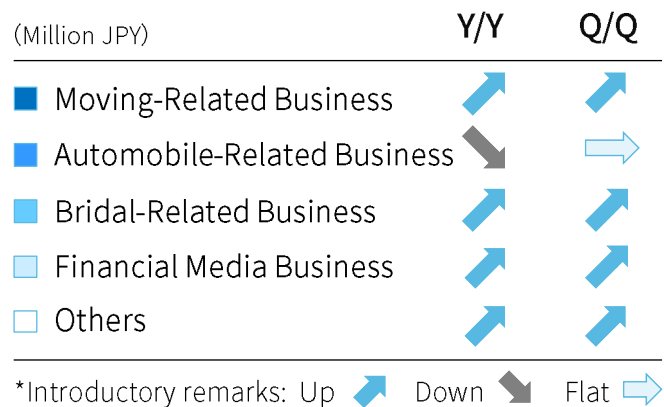 (Million JPY) Y/Y Q/Q
Moving-Related Business
Automobile-Related Business
Bridal-Related Business
Financial Media Business
Others
*Introductory remarks: Up Down Flat